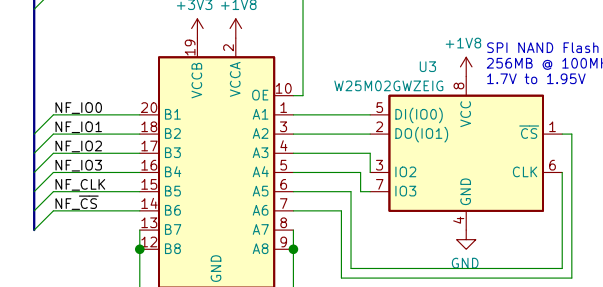 +3V3 +1V8
19 VCCB
2 VCCA
OE 10
NF_IO0 20 B1 A1 1
NF_IO1 18 B2 A2 3
NF_IO2 17 B3 A3 4
NF_IO3 16 B4 A4 5
NF_CLK 15 B5 A5 6
NF_CS 14 B6 A6 7
13 B7 A7 8
12 B8 A8 9
GND
+1V8
SPI NAND Flash
256MB @ 100MH
1.7V to 1.95V
U3
W25M02GWZEIG
8 VCC
5 DI(IO0) CS 1
2 DO(IO1)
3 IO2 CLK 6
7 IO3
GND 4
GND